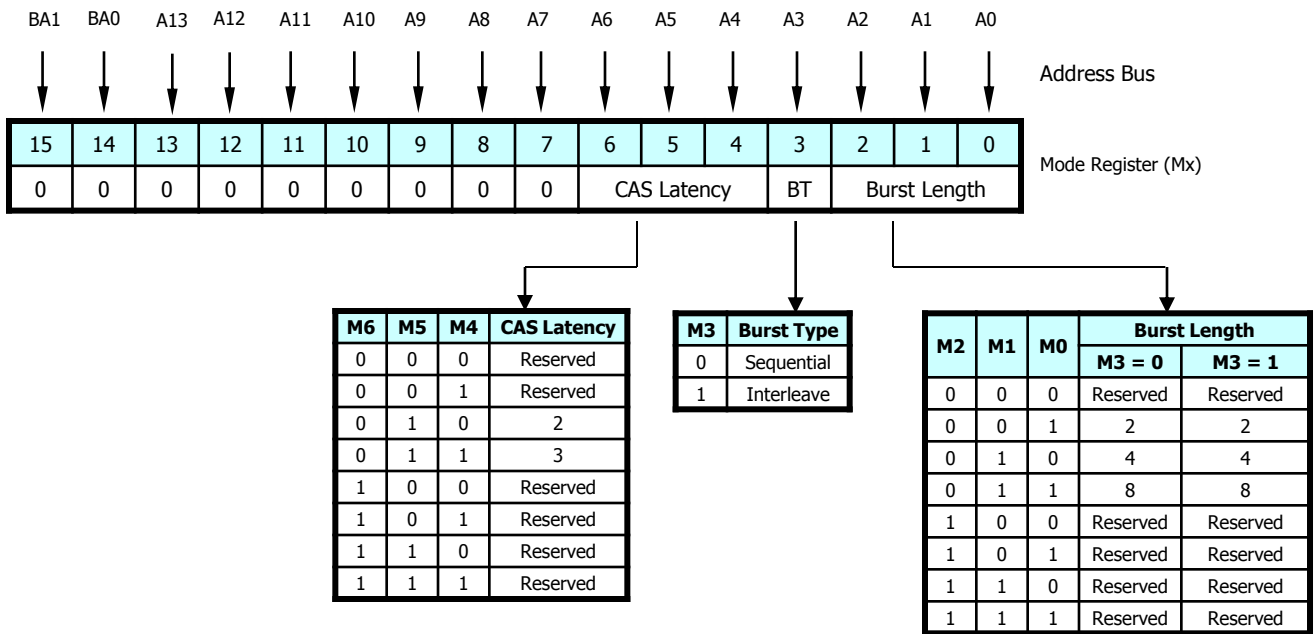 BA1 BA0 A13 A12 A11 A10 A9 A8 A7 A6 A5 A4 A3 A2 A1 A0
Address Bus
15 14 13 12 11 10 9 8 7 6 5 4 3 2 1 0
Mode Register (Mx)
0 0 0 0 0 0 0 0 0 CAS Latency BT Burst Length
M6 M5 M4 CAS Latency
0 0 0 Reserved
0 0 1 Reserved
0 1 0 2
0 1 1 3
1 0 0 Reserved
1 0 1 Reserved
1 1 0 Reserved
1 1 1 Reserved
M3 Burst Type
0 Sequential
1 Interleave
M2 M1 M0 Burst Length
M3 = 0 M3 = 1
0 0 0 Reserved Reserved
0 0 1 2 2
0 1 0 4 4
0 1 1 8 8
1 0 0 Reserved Reserved
1 0 1 Reserved Reserved
1 1 0 Reserved Reserved
1 1 1 Reserved Reserved